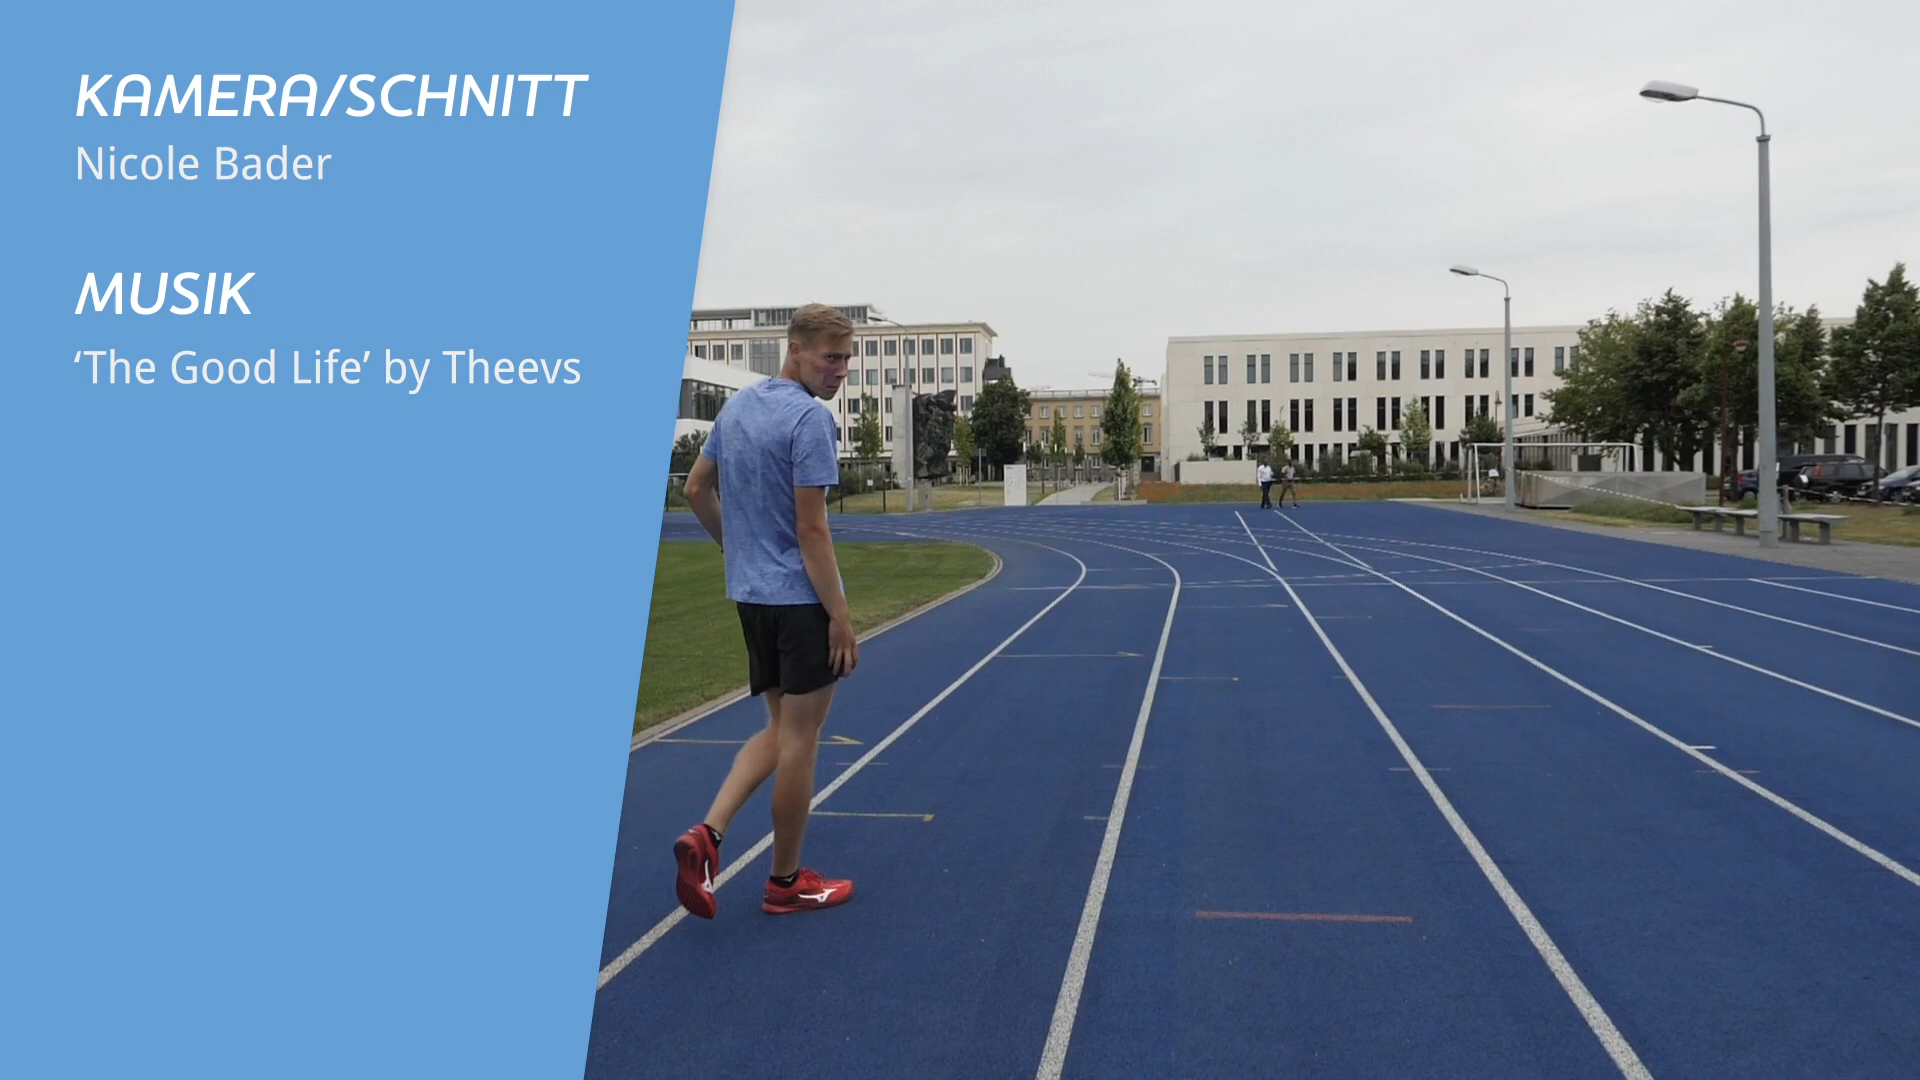 KAMERA/SCHNITT
Nicole Bader
MUSIK
‘The Good Life’ by Theevs